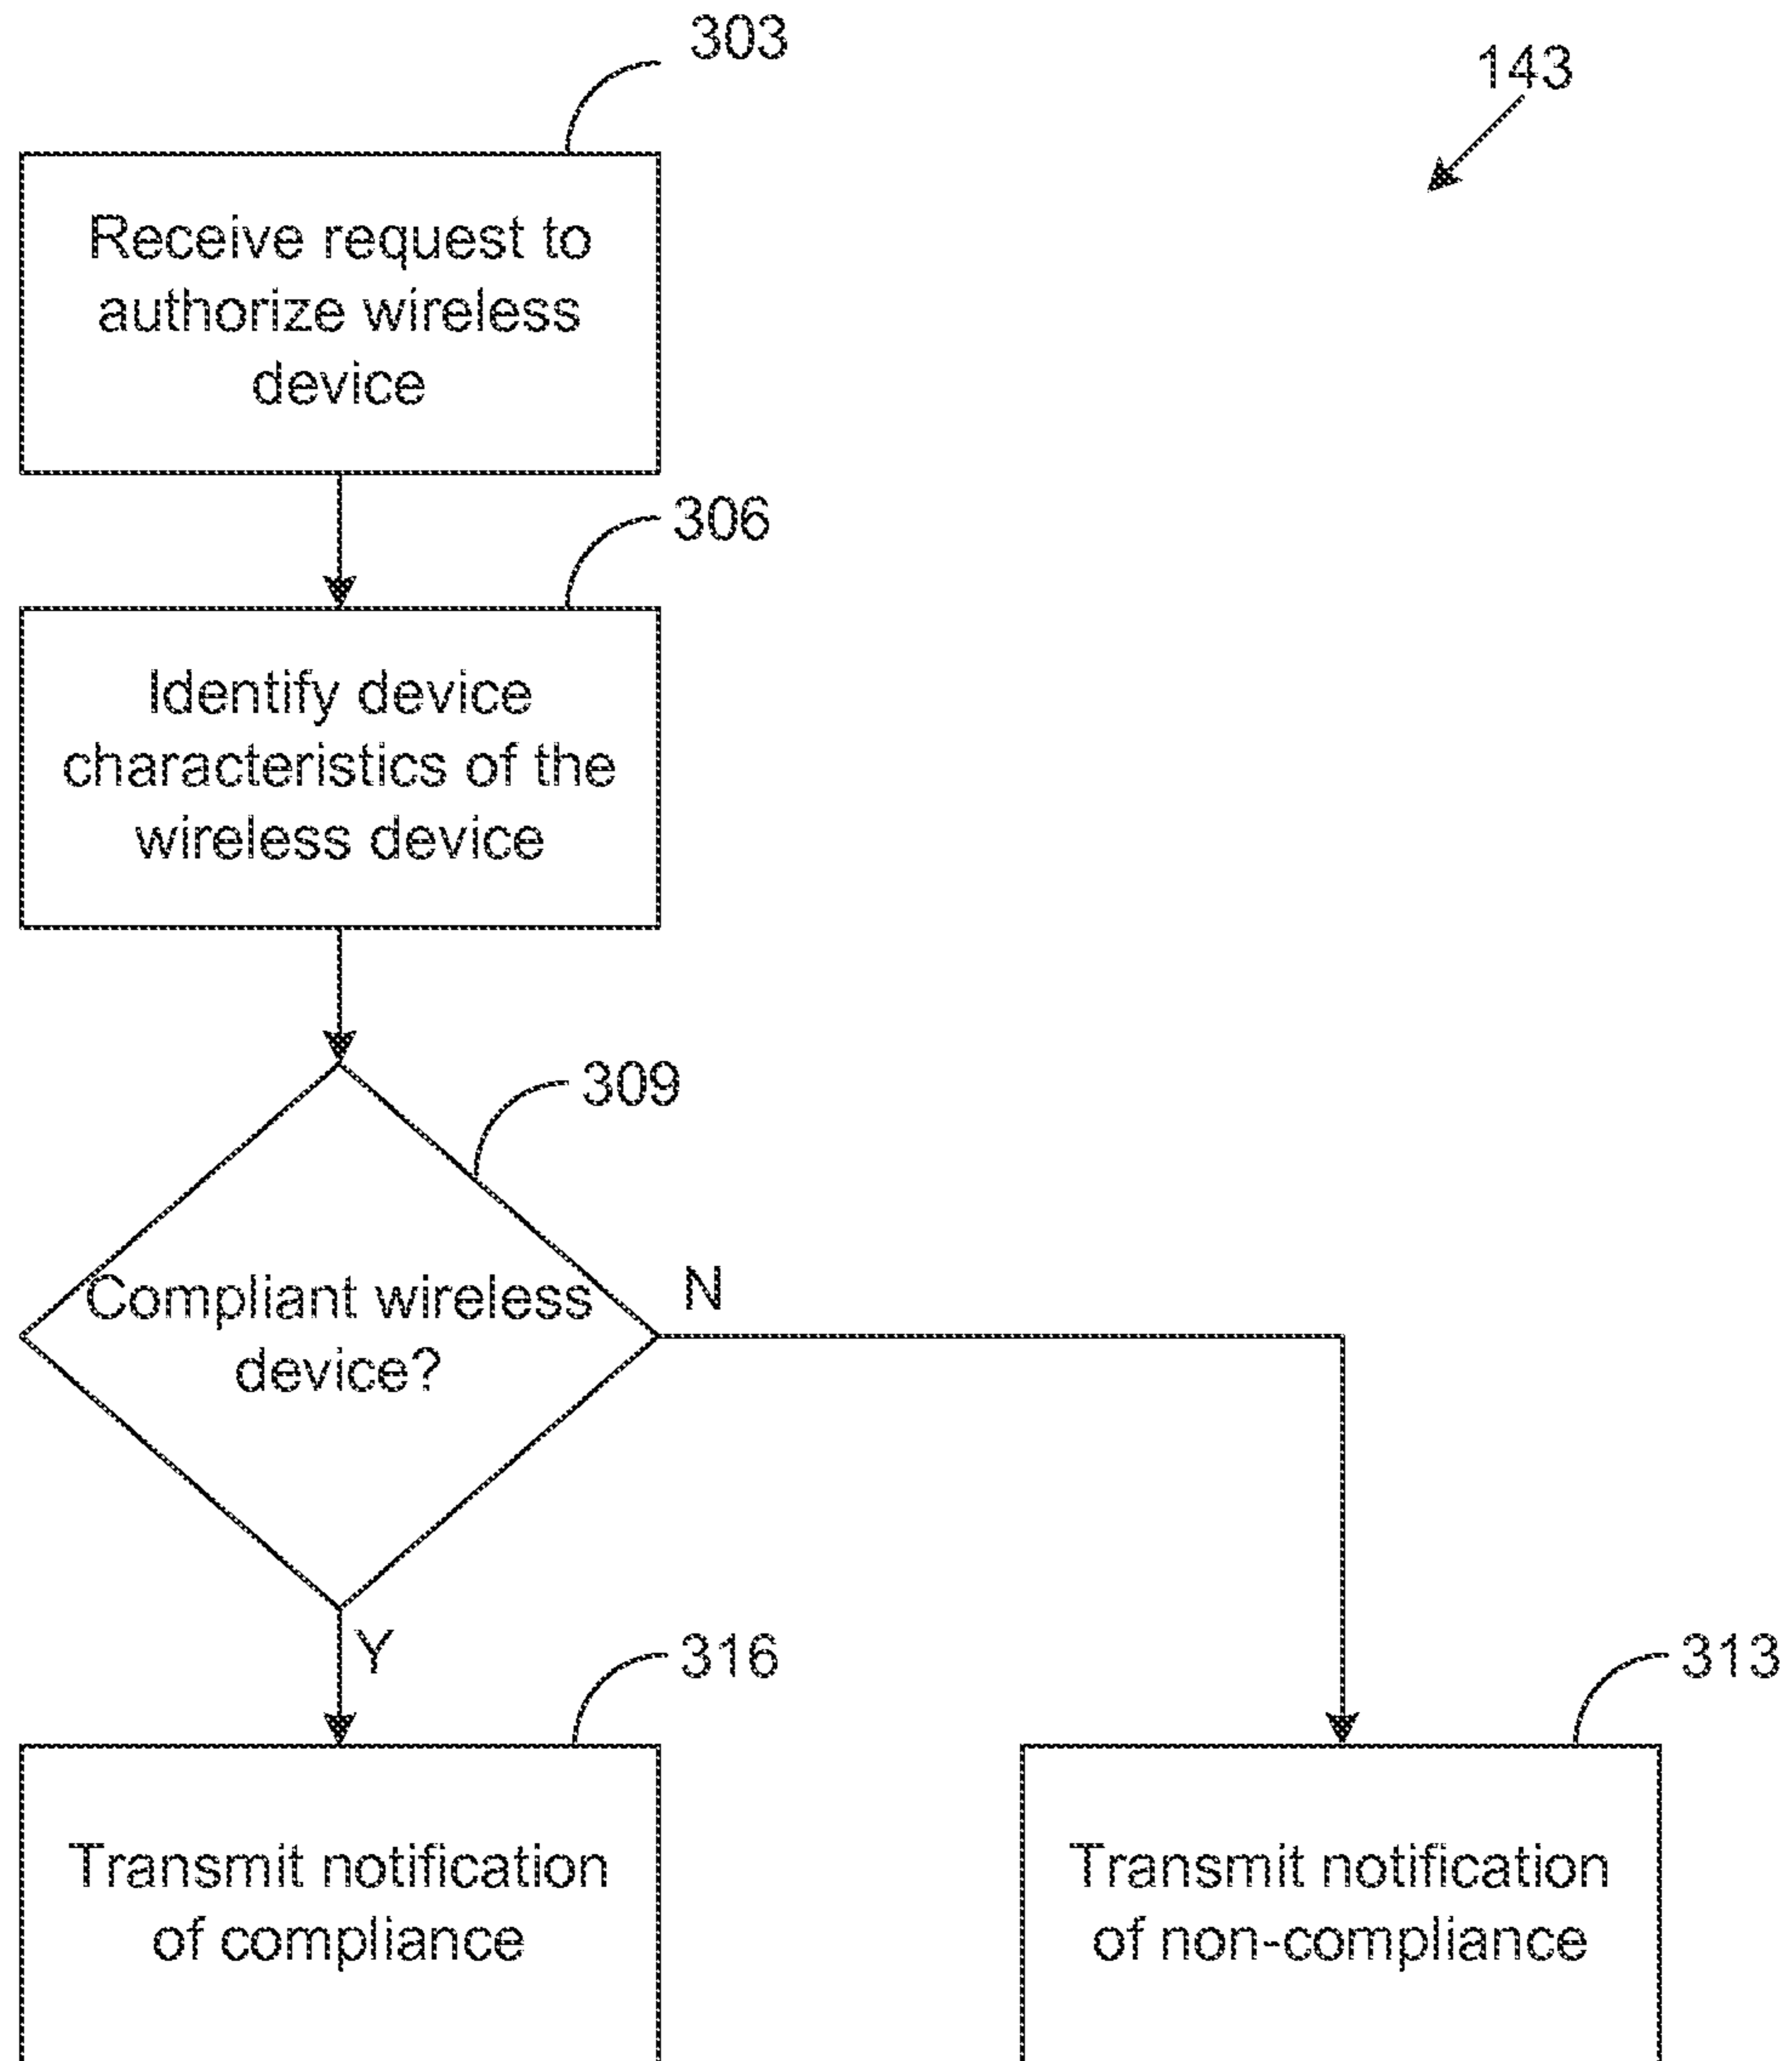 303
143
Receive request to
authorize wireless
device
306
Identify device
characteristics of the
wireless device
309
Compliant wireless
device?
N
Y
316
313
Transmit notification
of compliance
Transmit notification
of non-compliance